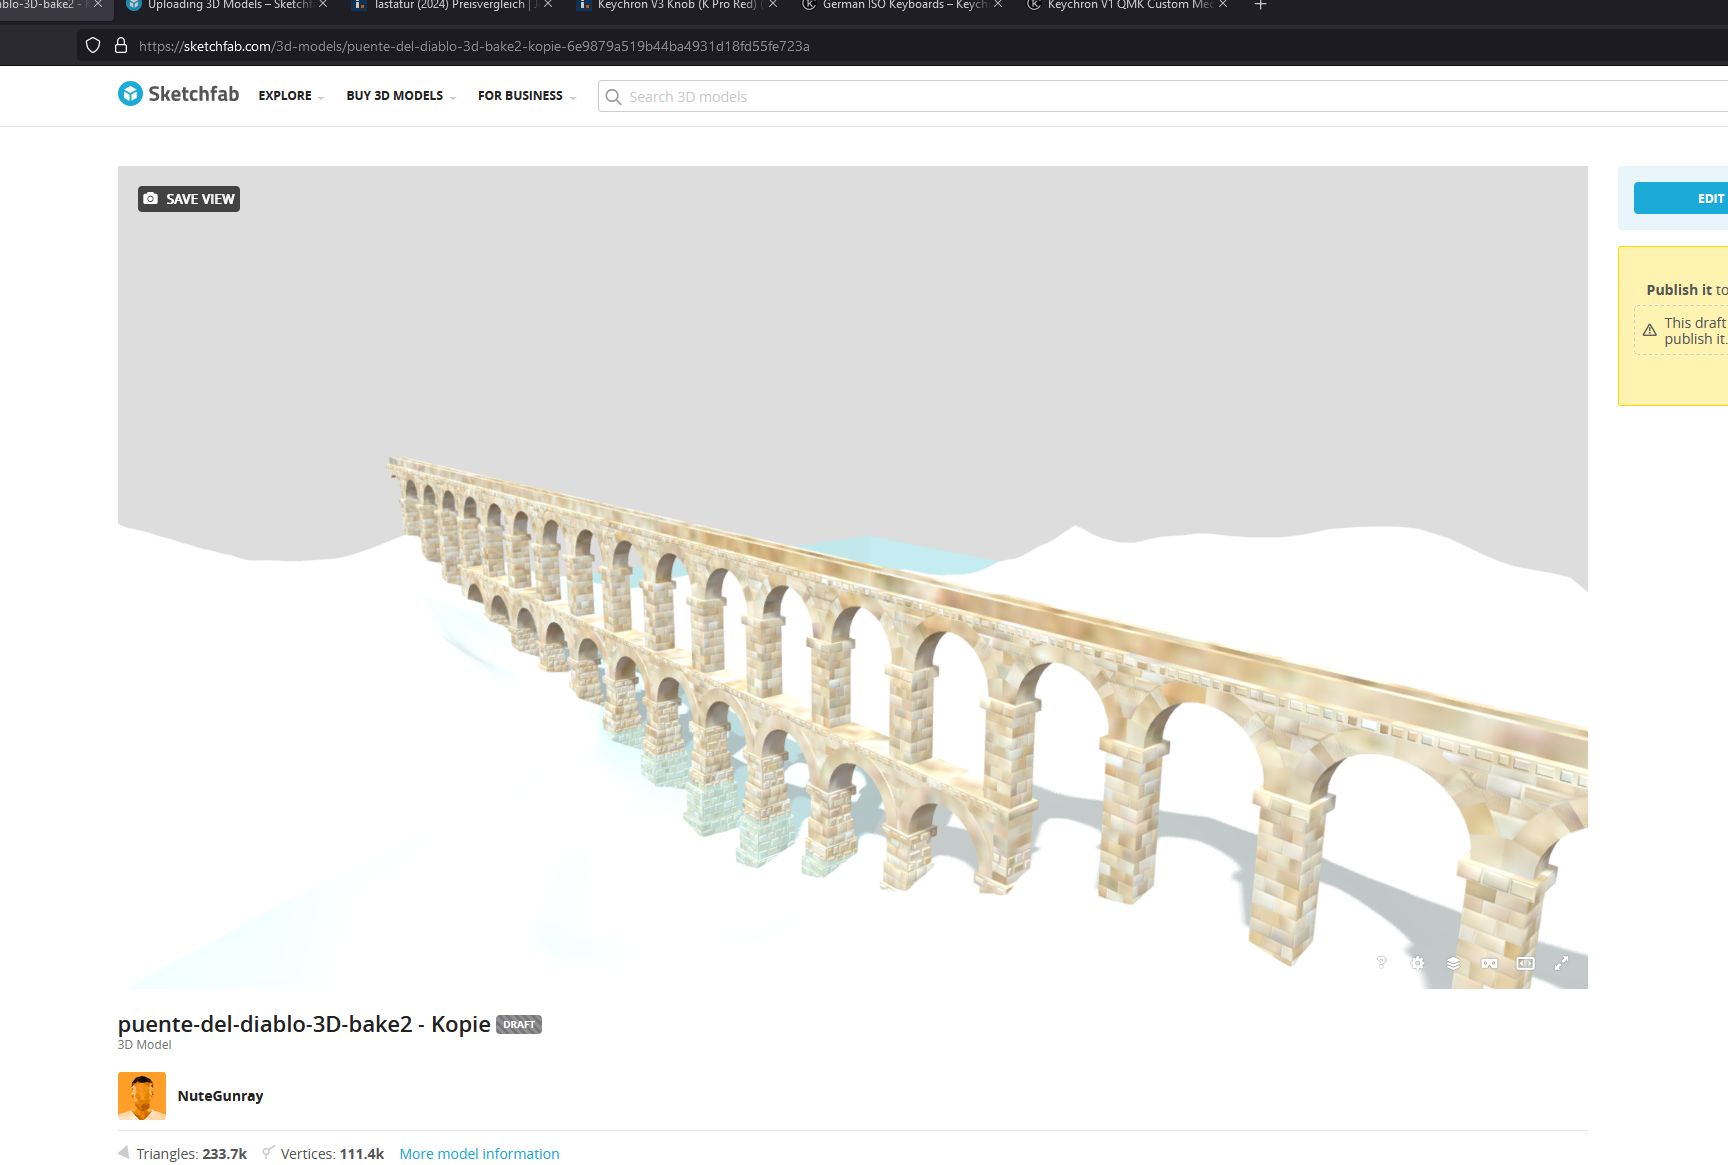 ablo-3D-bake2 -
Uploading 3D Models – Sketchf
tastatur (2024) Preisvergleich |
Keychron V3 Knob (K Pro Red) (
German ISO Keyboards – Keych
Keychron V1 QMK Custom Mec
https://sketchfab.com/3d-models/puente-del-diablo-3d-bake2-kopie-6e9879a519b44ba4931d18fd55fe723a
Sketchfab
EXPLORE
BUY 3D MODELS
FOR BUSINESS
Search 3D models
SAVE VIEW
EDIT
Publish it to
This draft
publish it.
puente-del-diablo-3D-bake2 - Kopie DRAFT
3D Model
NuteGunray
Triangles: 233.7k Vertices: 111.4k More model information